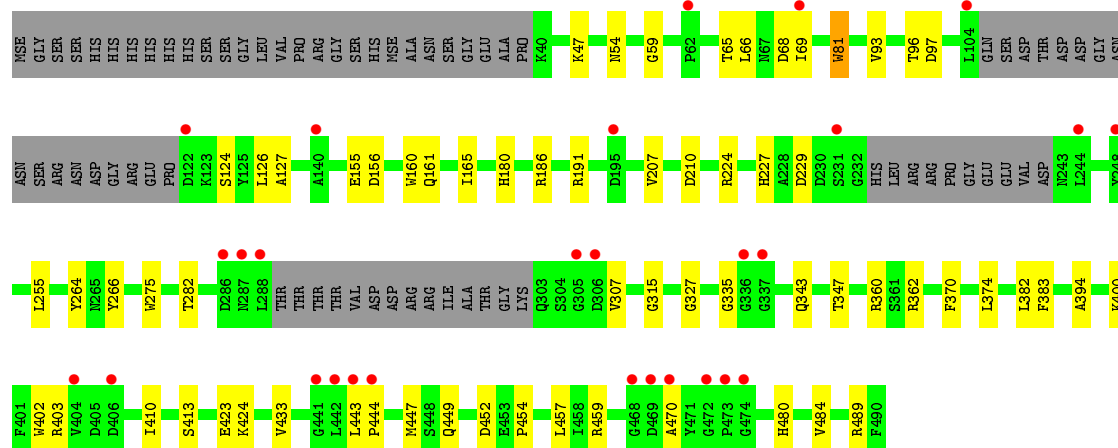 MSE GLY SER SER HIS HIS HIS HIS HIS HIS SER SER GLY LEU VAL PRO ARG GLY SER HIS MSE ALA ASN SER GLY GLU ALA PRO K40 K47 N54 G59 P62 T65 L66 N67 D68 I69 W81 V93 T96 D97 L104 GLN SER ASP THR ASP ASP GLY ASN
ASN SER ARG ASN ASP GLY ARG GLU PRO D122 K123 S124 Y125 L126 A127 A140 E155 D156 W160 Q161 I165 H180 R186 R191 D195 V207 D210 R224 H227 A228 D229 D230 S231 G232 HIS LEU ARG ARG PRO GLY GLU GLU VAL ASP N243 L244 Y248
L255 Y264 N265 Y266 W275 T282 D286 N287 L288 THR THR THR THR VAL ASP ASP ARG ARG ILE ALA THR GLY LYS Q303 S304 G305 D306 V307 G315 G327 G335 G336 G337 Q343 T347 R360 S361 R362 F370 L374 L382 F383 A394 K400
F401 W402 R403 V404 D405 D406 I410 S413 E423 K424 V433 G441 L442 L443 P444 M447 S448 Q449 D452 E453 P454 L457 I458 R459 G468 D469 A470 Y471 G472 P473 G474 H480 V484 R489 F490